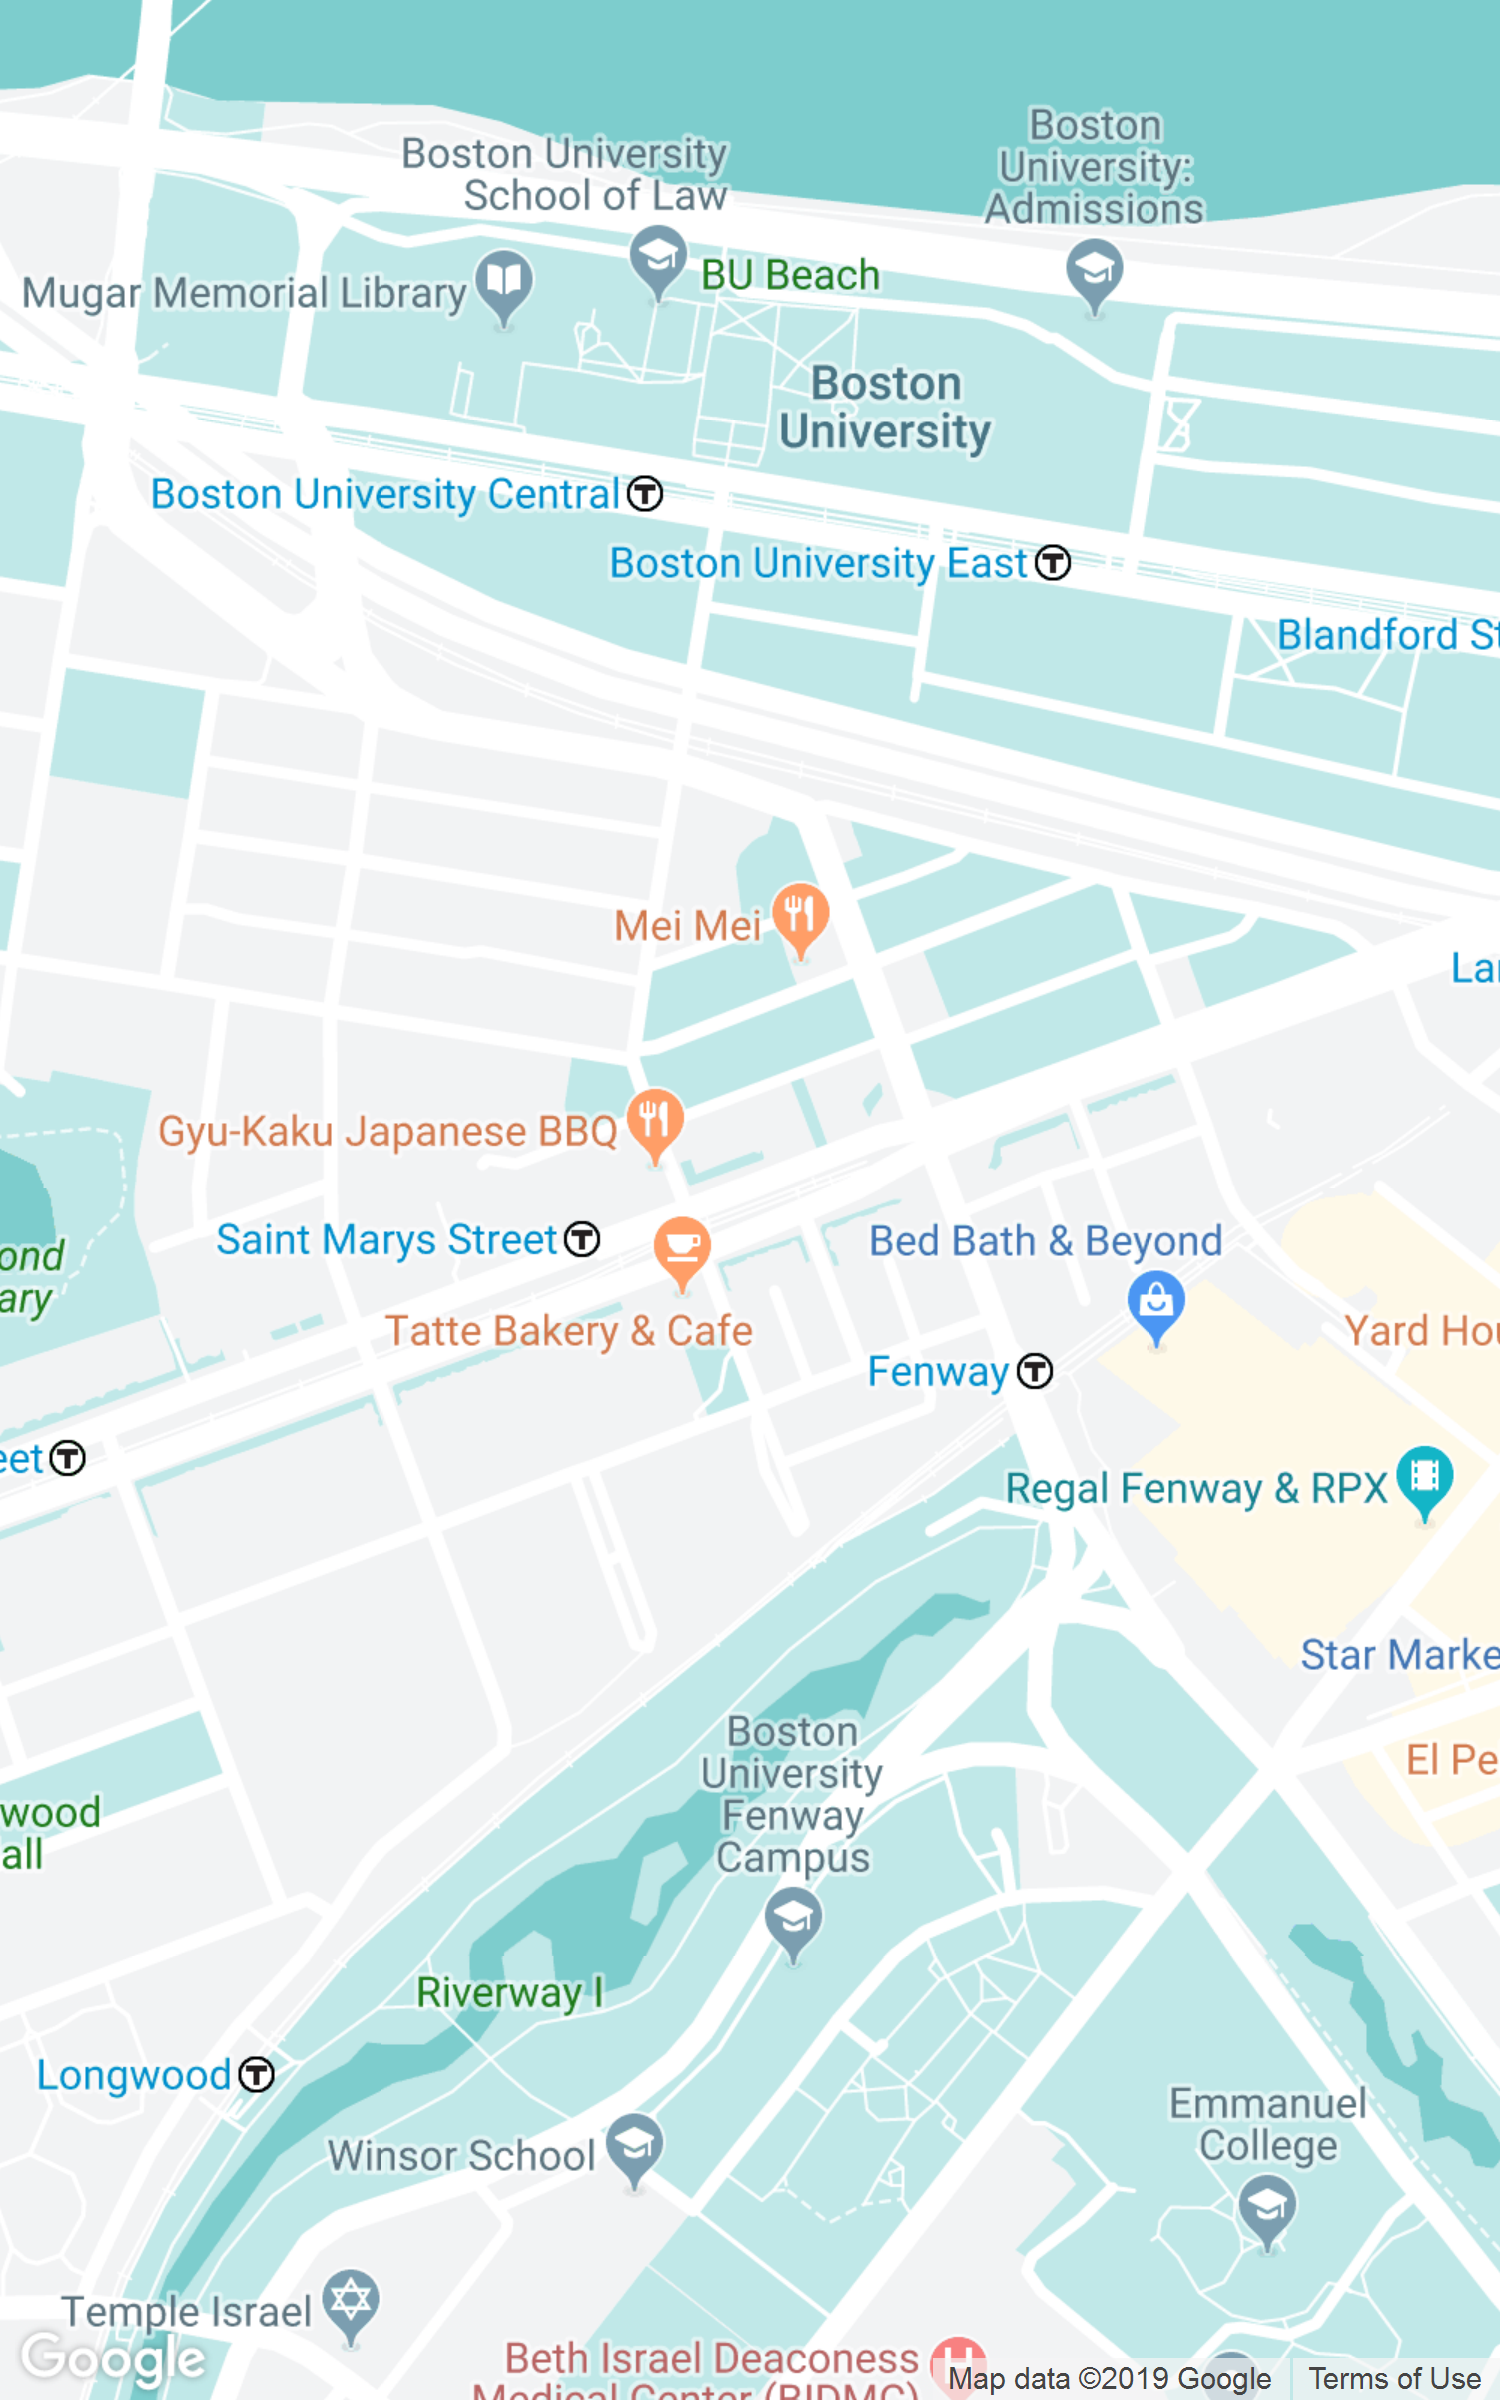 Boston
University:
Admissions
Boston University
School of Law
BU Beach
Mugar Memorial Library
Boston
University
Boston University Central
Boston University East
Blandford St
Mei Mei
Lan
Gyu-Kaku Japanese BBQ
Saint Marys Street
Bed Bath & Beyond
ond
ary
Tatte Bakery & Cafe
Yard Hou
Fenway
eet
Regal Fenway & RPX
Star Marke
Boston
University
Fenway
Campus
El Pe
wood
all
Riverway I
Longwood
Emmanuel
College
Winsor School
Temple Israel
Google
Beth Israel Deaconess
Medical Center (BIDMC)
Map data ©2019 Google
Terms of Use